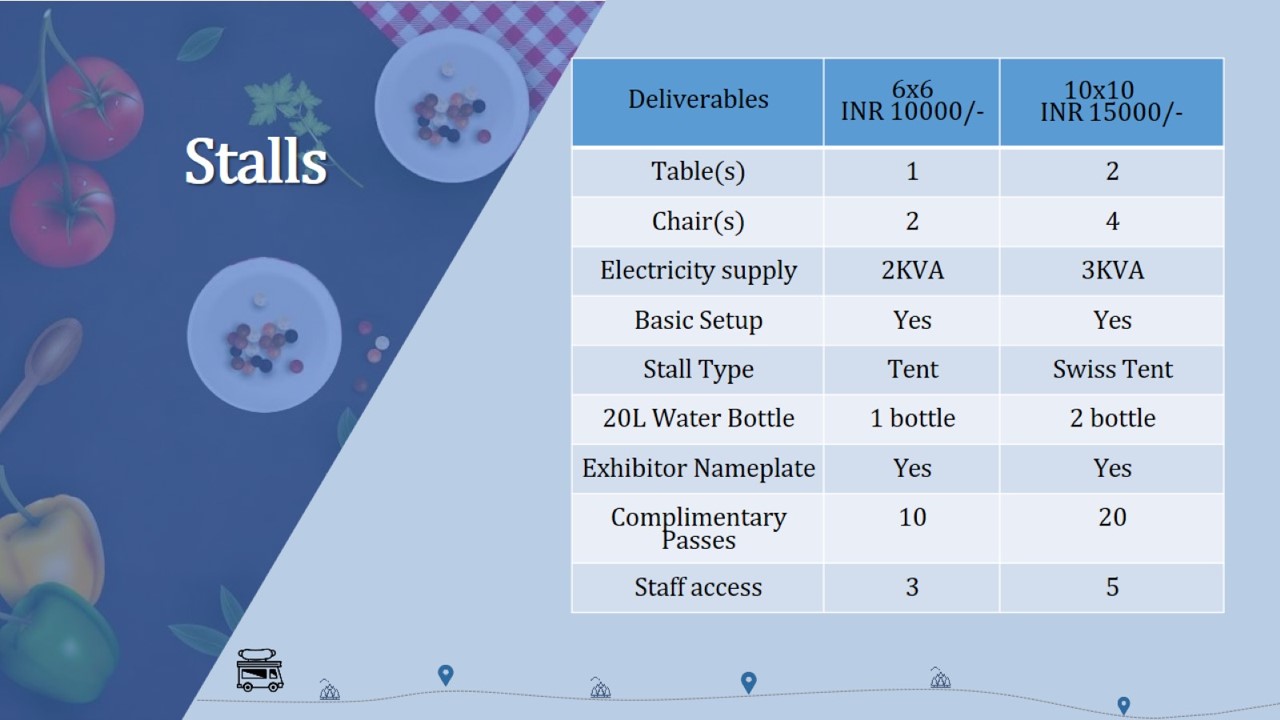 Stalls
Deliverables 6x6 INR 10000/- 10x10 INR 15000/-
Table(s) 1 2
Chair(s) 2 4
Electricity supply 2KVA 3KVA
Basic Setup Yes Yes
Stall Type Tent Swiss Tent
20L Water Bottle 1 bottle 2 bottle
Exhibitor Nameplate Yes Yes
Complimentary Passes 10 20
Staff access 3 5